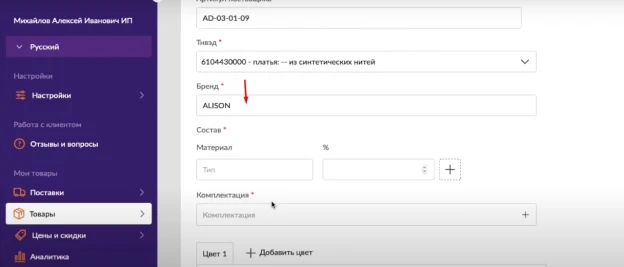 Михайлов Алексей Иванович ИП
Русский
Настройки
Настройки
Работа с клиентом
Отзывы и вопросы
Мои товары
Поставки
Товары
Цены и скидки
Аналитика
AD-03-01-09
Тнвэд *
6104430000 - платья: -- из синтетических нитей
Бренд *
ALISON
Состав *
Материал %
Тип
Комплектация *
Комплектация
Цвет 1 Добавить цвет